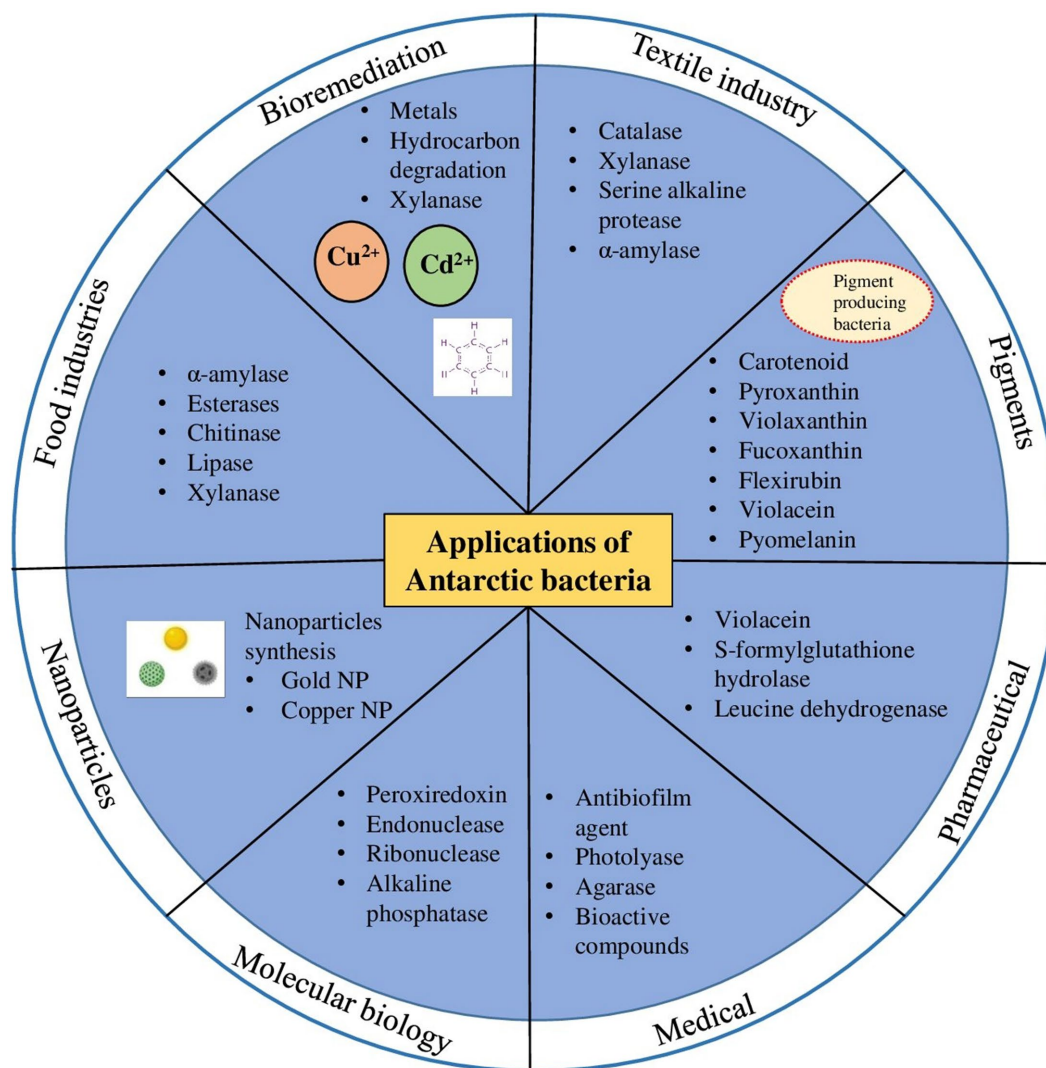 Applications of
Antarctic bacteria
Bioremediation
• Metals
• Hydrocarbon
degradation
• Xylanase
Cu²⁺
Cd²⁺
H
H
H
C
C
C
C
C
C
II
II
H
Textile industry
• Catalase
• Xylanase
• Serine alkaline
protease
• α-amylase
Pigments
Pigment
producing
bacteria
• Carotenoid
• Pyroxanthin
• Violaxanthin
• Fucoxanthin
• Flexirubin
• Violacein
• Pyomelanin
Pharmaceutical
• Violacein
• S-formylglutathione
hydrolase
• Leucine dehydrogenase
Medical
• Antibiofilm
agent
• Photolyase
• Agarase
• Bioactive
compounds
Molecular biology
• Peroxiredoxin
• Endonuclease
• Ribonuclease
• Alkaline
phosphatase
Nanoparticles
Nanoparticles
synthesis
• Gold NP
• Copper NP
Food industries
• α-amylase
• Esterases
• Chitinase
• Lipase
• Xylanase